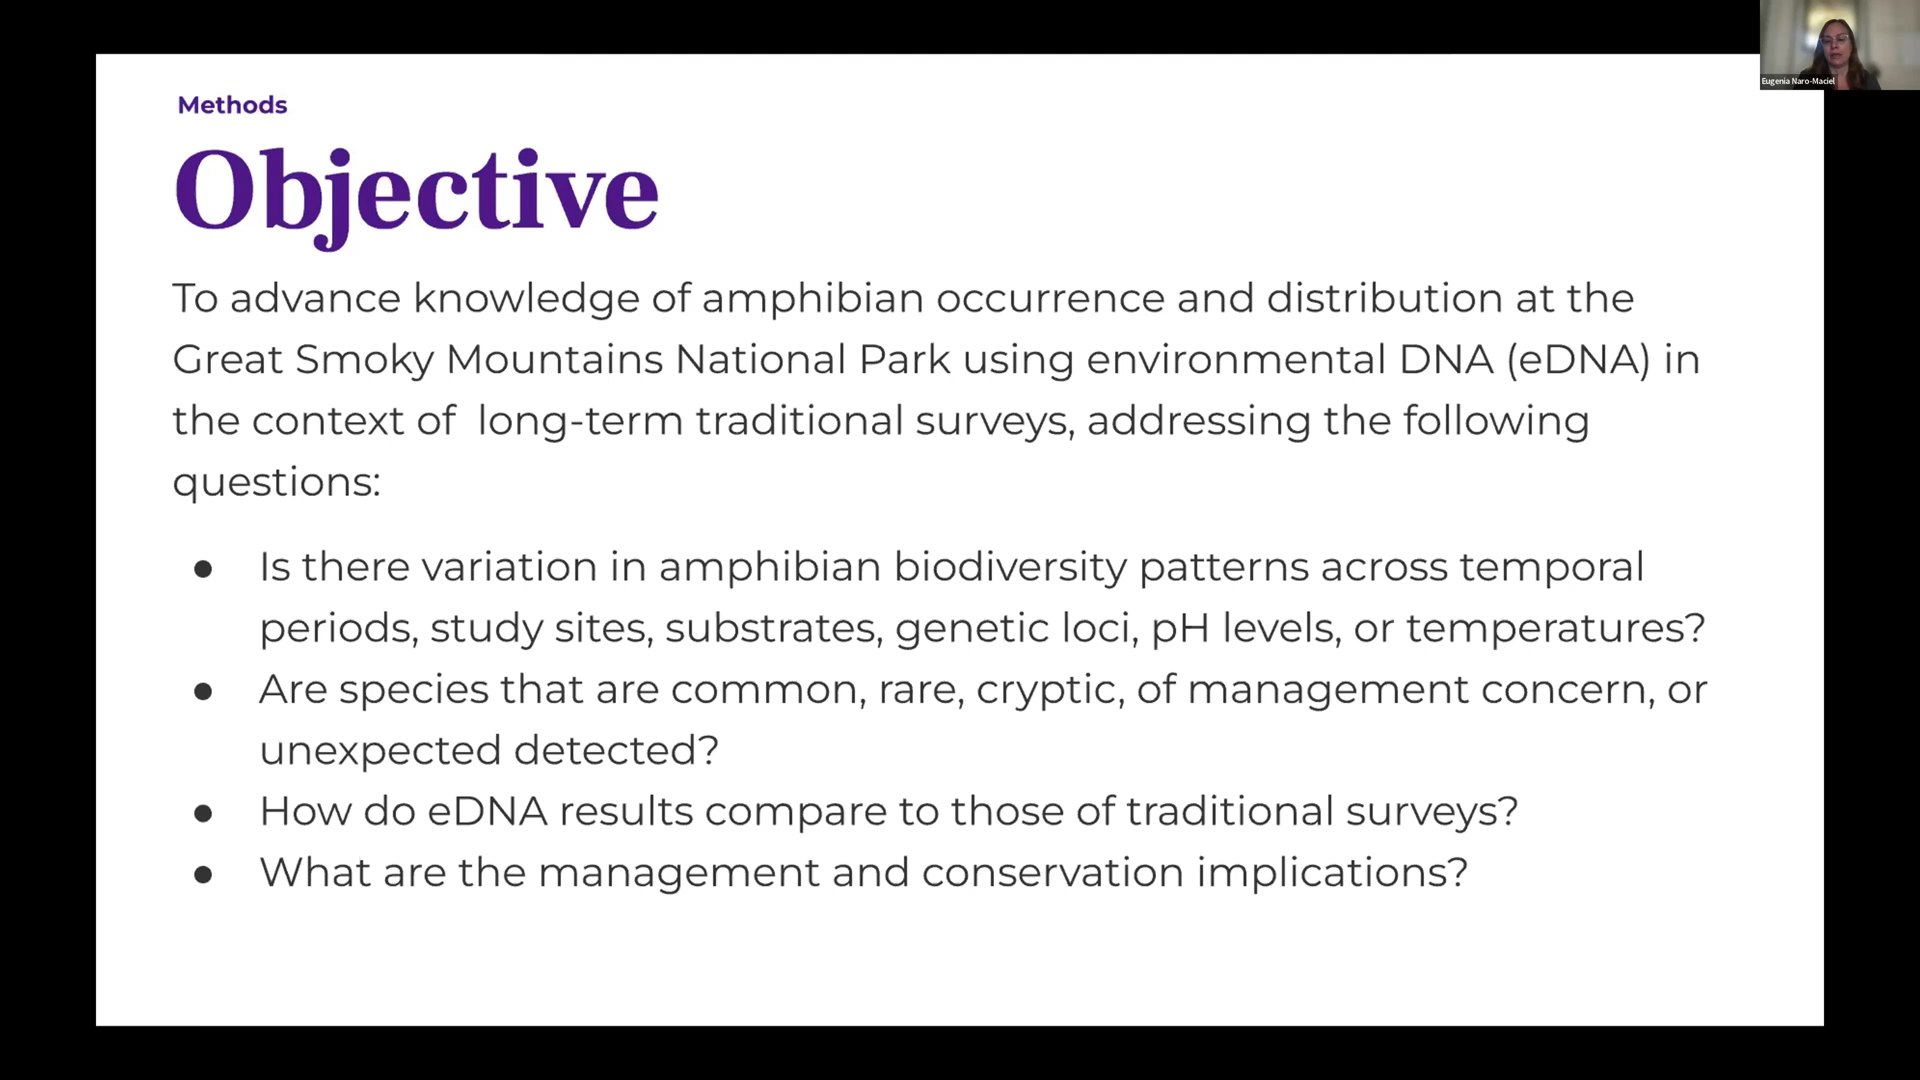 Methods
Objective
To advance knowledge of amphibian occurrence and distribution at the
Great Smoky Mountains National Park using environmental DNA (eDNA) in
the context of  long-term traditional surveys, addressing the following
questions:
● Is there variation in amphibian biodiversity patterns across temporal
periods, study sites, substrates, genetic loci, pH levels, or temperatures?
● Are species that are common, rare, cryptic, of management concern, or
unexpected detected?
● How do eDNA results compare to those of traditional surveys?
● What are the management and conservation implications?
Eugenia Naro-Maciel